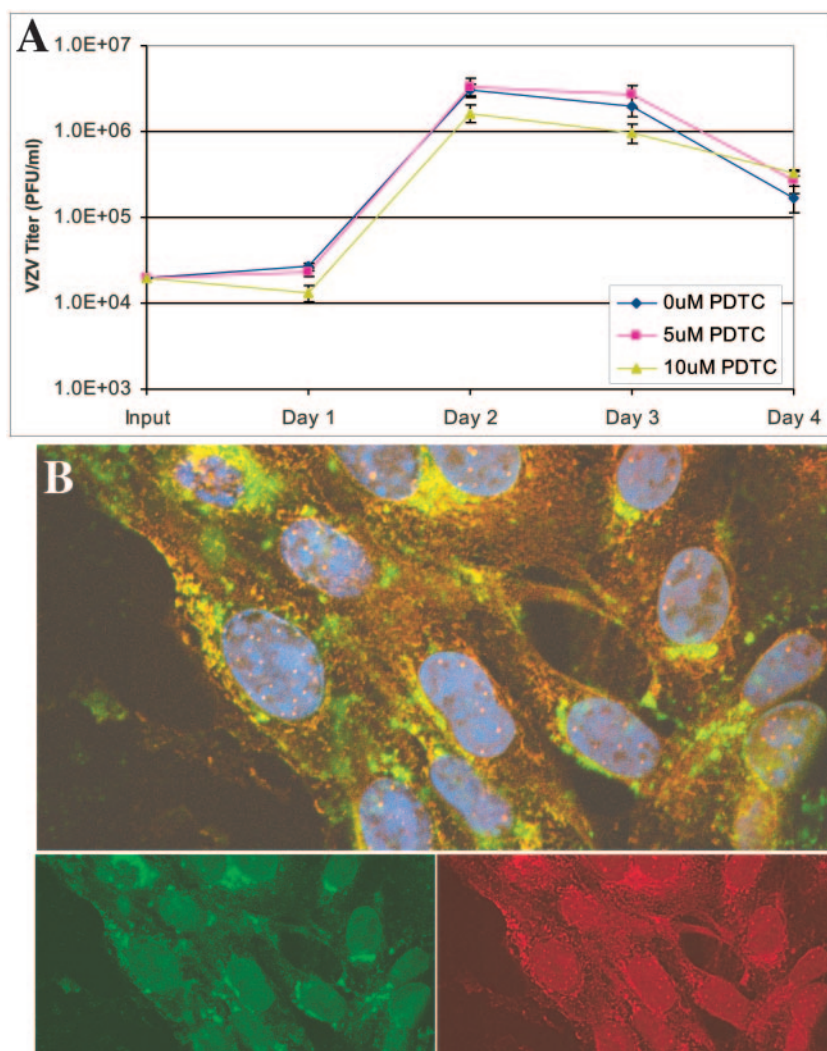 A
1.0E+07
1.0E+06
1.0E+05
1.0E+04
1.0E+03
VZV Titer (PFU/ml)
Input Day 1 Day 2 Day 3 Day 4
0uM PDTC
5uM PDTC
10uM PDTC
B